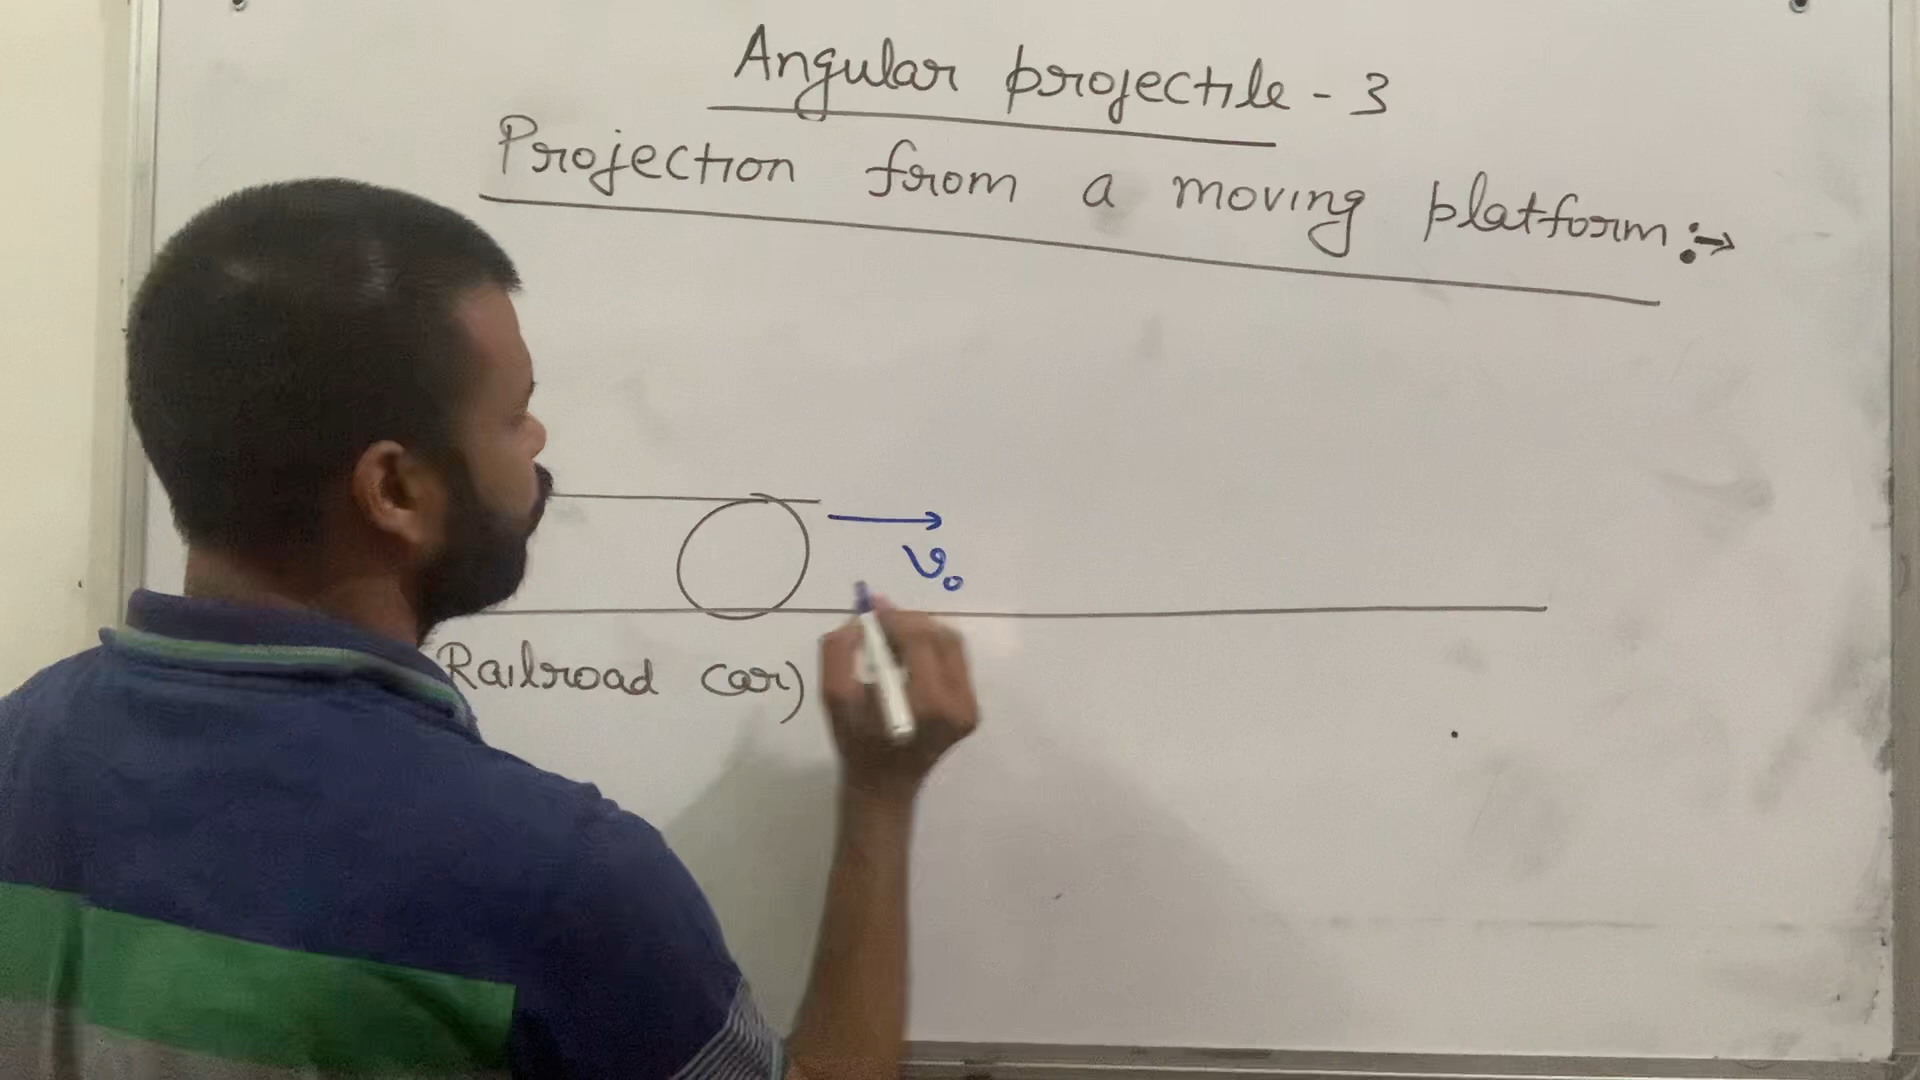 Angular projectile - 3
Projection from a moving platform :→
v₀
Railroad car)